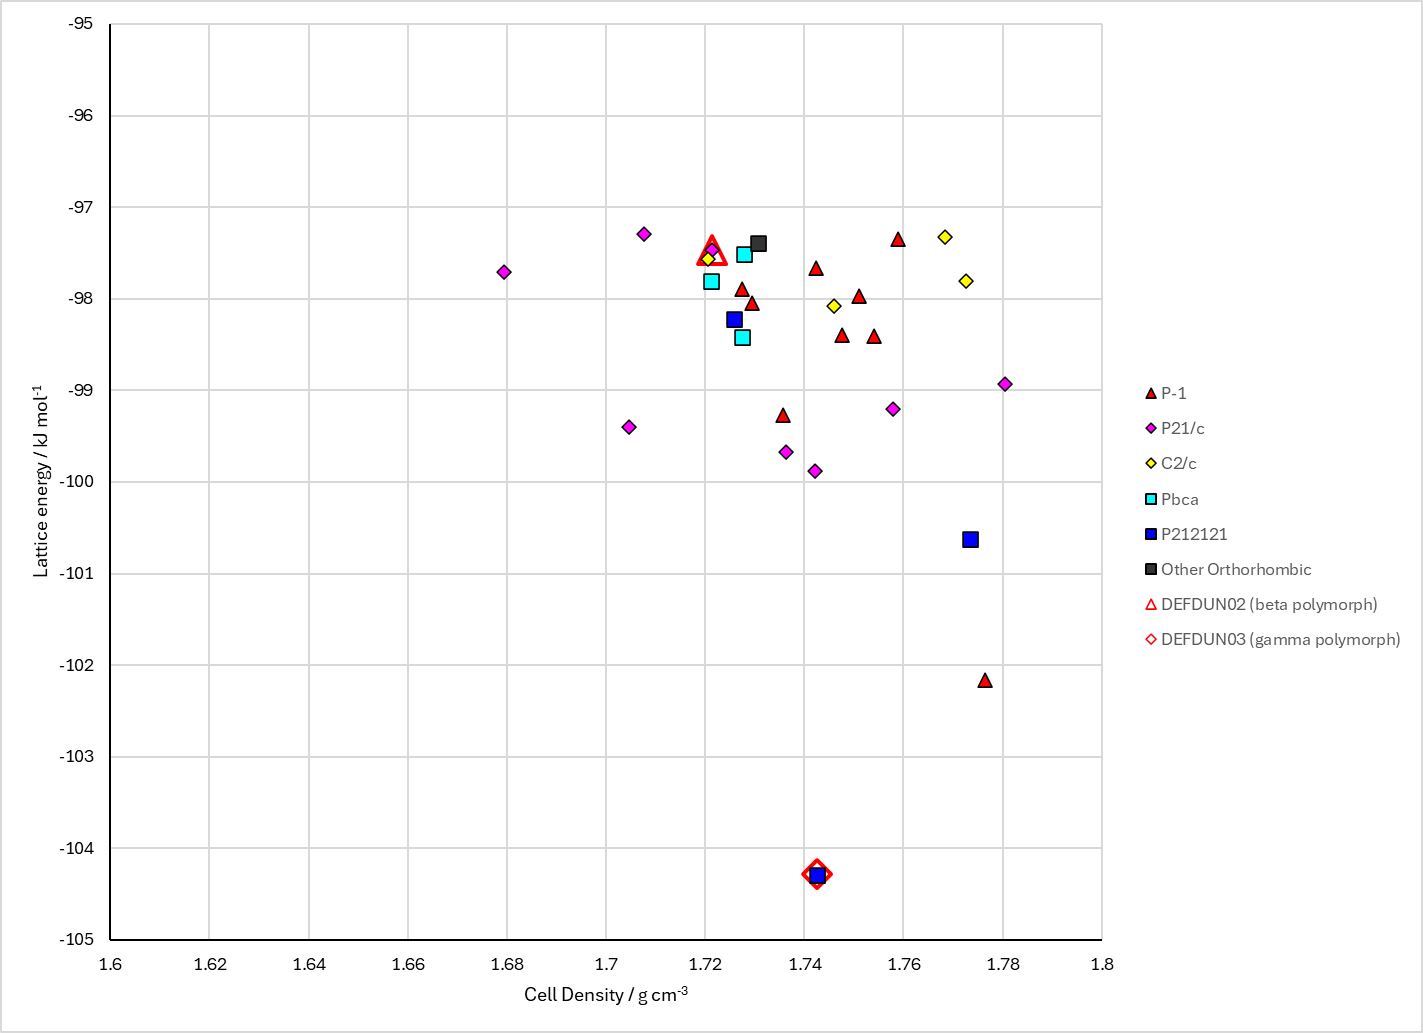 -95
-96
-97
-98
-99
-100
-101
-102
-103
-104
-105
1.6 1.62 1.64 1.66 1.68 1.7 1.72 1.74 1.76 1.78 1.8
Lattice energy / kJ mol-1
Cell Density / g cm-3
P-1
P21/c
C2/c
Pbca
P212121
Other Orthorhombic
DEFDUN02 (beta polymorph)
DEFDUN03 (gamma polymorph)